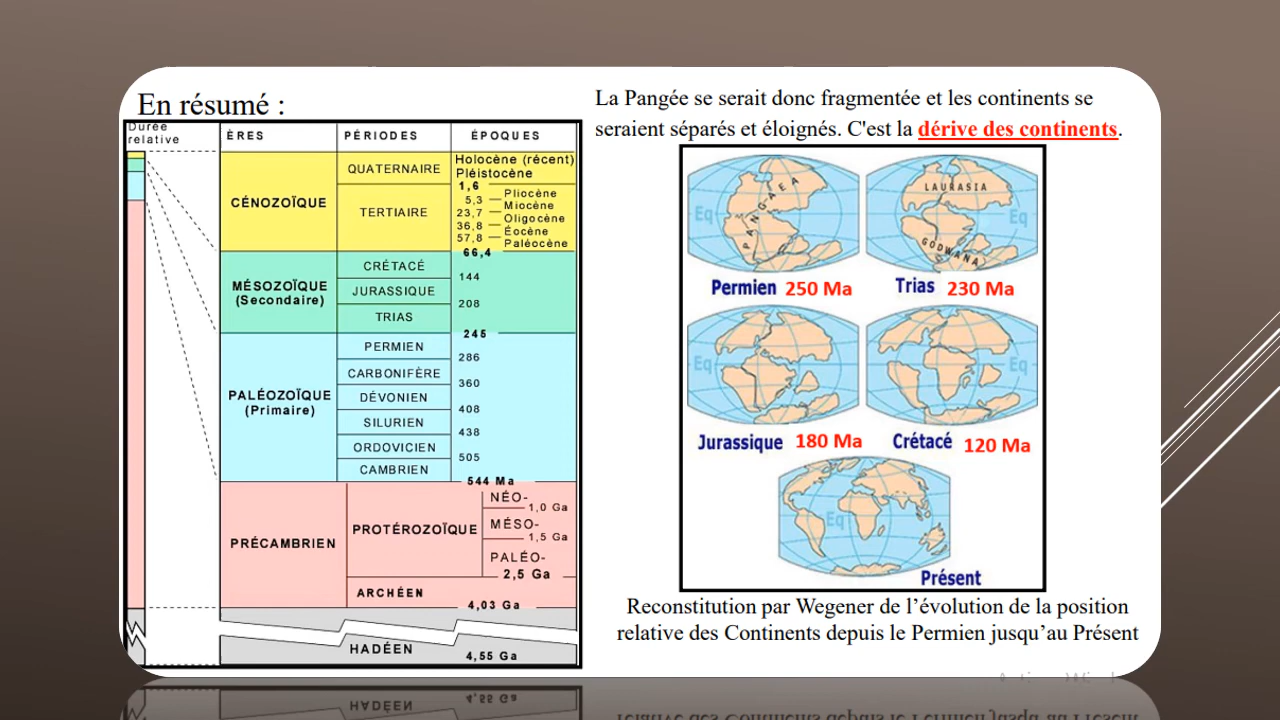 En résumé :
Durée
relative
ÈRES
PÉRIODES
ÉPOQUES
CÉNOZOÏQUE
QUATERNAIRE
Holocène (récent)
Pléistocène
1,6
TERTIAIRE
Pliocène
5,3
Miocène
23,7
Oligocène
36,8
Éocène
57,8
Paléocène
66,4
MÉSOZOÏQUE
(Secondaire)
CRÉTACÉ
144
JURASSIQUE
208
TRIAS
245
PALÉOZOÏQUE
(Primaire)
PERMIEN
286
CARBONIFÈRE
360
DÉVONIEN
408
SILURIEN
438
ORDOVICIEN
505
CAMBRIEN
544 Ma
PRÉCAMBRIEN
PROTÉROZOÏQUE
NÉO-
1,0 Ga
MÉSO-
1,5 Ga
PALÉO-
2,5 Ga
ARCHÉEN
4,03 Ga
HADÉEN
4,55 Ga
La Pangée se serait donc fragmentée et les continents se
seraient séparés et éloignés. C'est la dérive des continents.
PANGAEA
Eq
Permien 250 Ma
LAURASIA
Eq
GODWANA
Trias 230 Ma
Eq
Jurassique 180 Ma
Eq
Crétacé 120 Ma
Eq
Présent
Reconstitution par Wegener de l'évolution de la position
relative des Continents depuis le Permien jusqu'au Présent